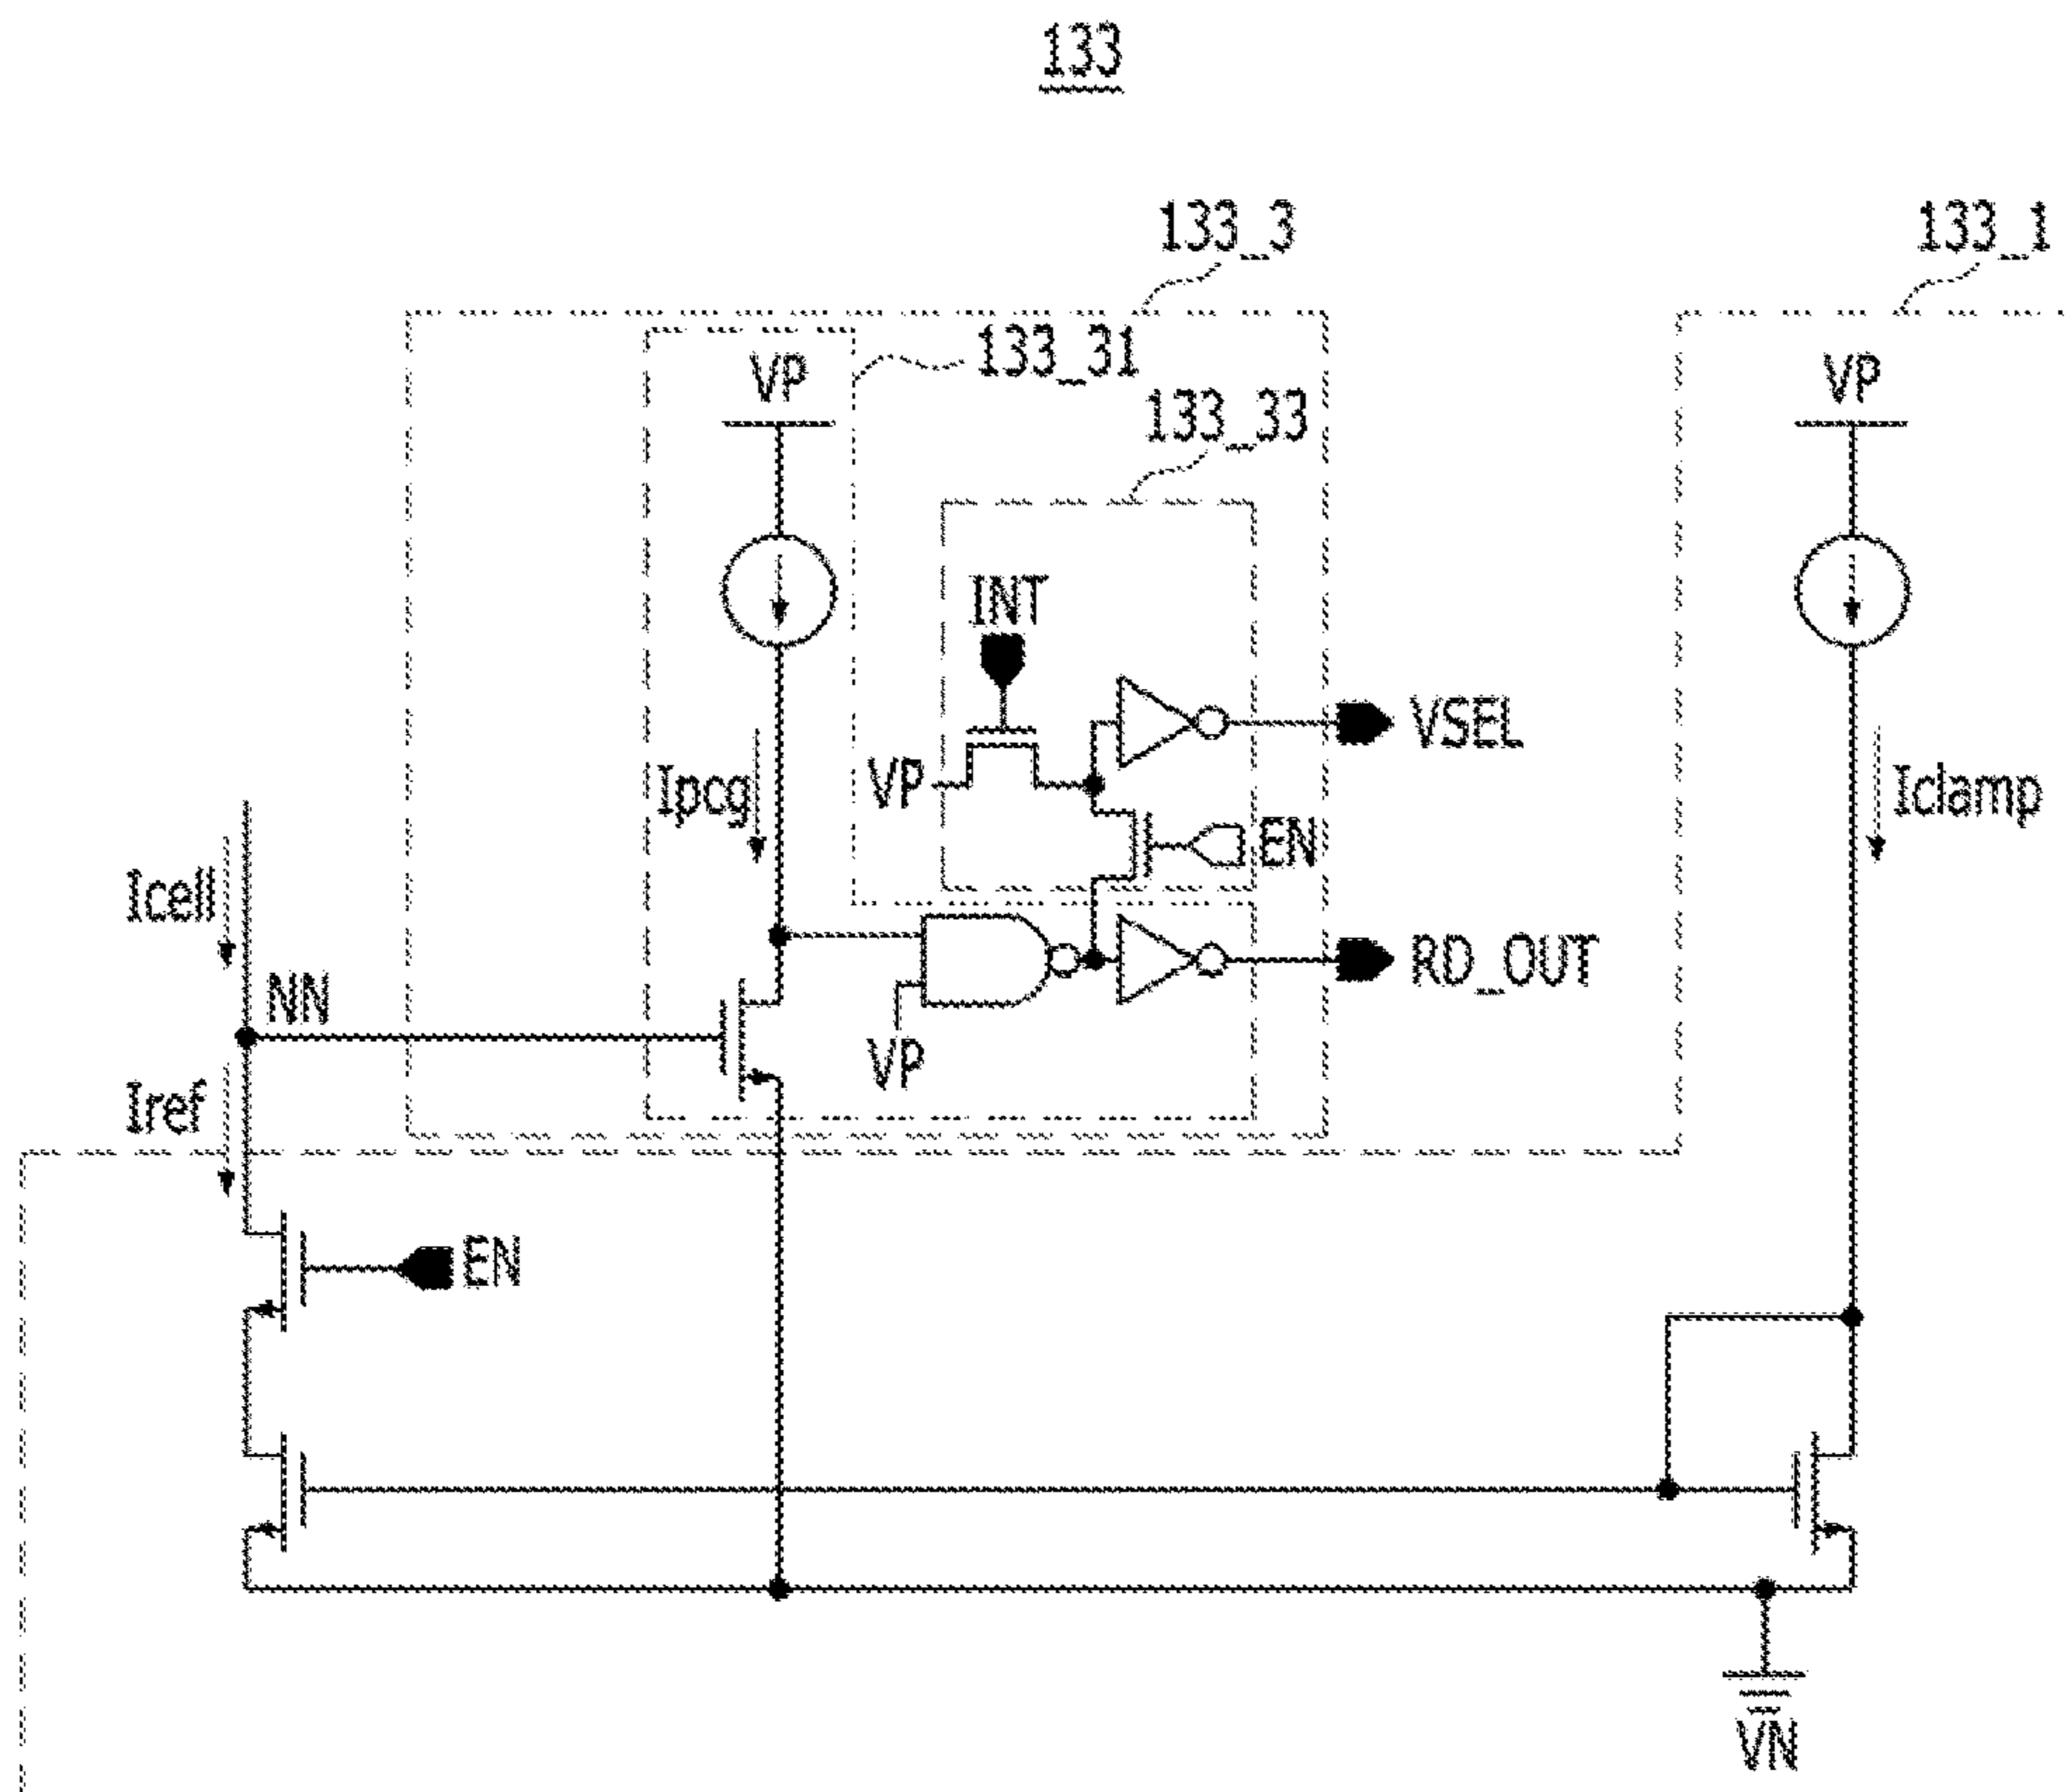 133
133_3
133_1
133_31
VP
VP
133_33
INT
VSEL
Ipcg
VP
Iclamp
EN
Icell
NN
RD_OUT
VP
Iref
EN
VN